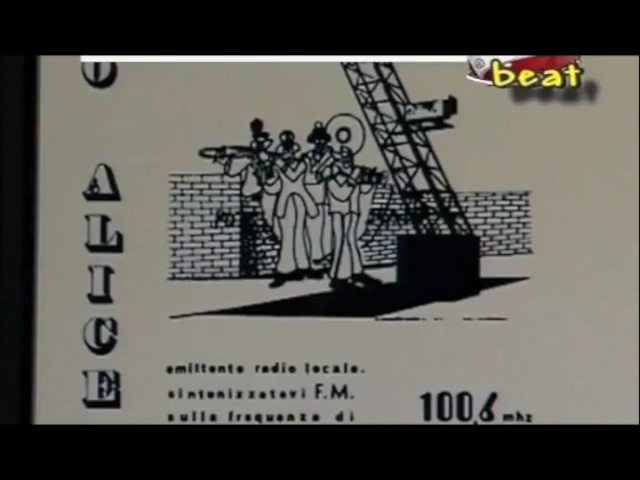 beat
O ALICE
emittente radio locale.
sintonizzatevi F.M.
sulla frequenza di 100,6 mhz